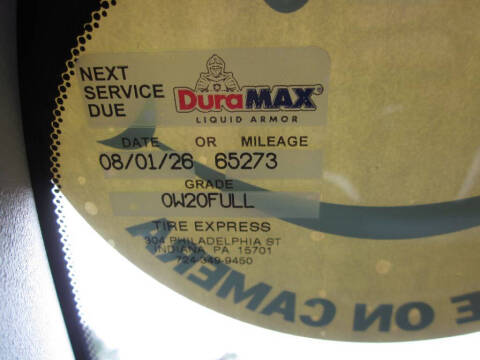 NEXT
SERVICE
DUE
DuraMAX®
LIQUID ARMOR
DATE OR MILEAGE
08/01/26 65273
GRADE
0W20FULL
TIRE EXPRESS
304 PHILADELPHIA ST
INDIANA, PA 15701
724-349-9450
E ON CAMERA